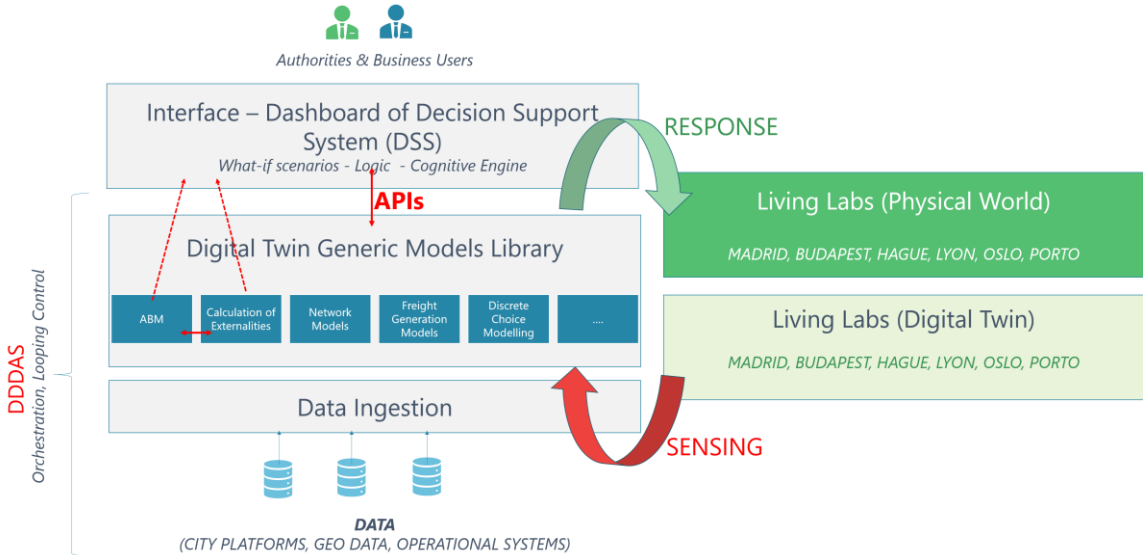 Authorities & Business Users
Interface – Dashboard of Decision Support
System (DSS)
What-if scenarios - Logic - Cognitive Engine
RESPONSE
APIs
Living Labs (Physical World)
MADRID, BUDAPEST, HAGUE, LYON, OSLO, PORTO
Digital Twin Generic Models Library
ABM
Calculation of
Externalities
Network
Models
Freight
Generation
Models
Discrete
Choice
Modelling
....
Living Labs (Digital Twin)
MADRID, BUDAPEST, HAGUE, LYON, OSLO, PORTO
DDDAS
Orchestration, Looping Control
Data Ingestion
SENSING
DATA
(CITY PLATFORMS, GEO DATA, OPERATIONAL SYSTEMS)